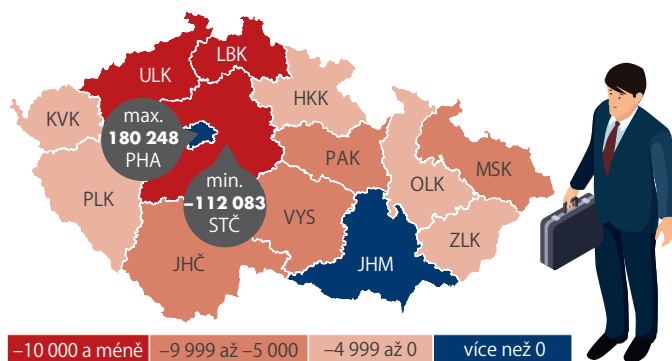 LBK
ULK
HKK
KVK
max.
180 248
PHA
PAK
MSK
min.
–112 083
STČ
PLK
OLK
VYS
ZLK
JHČ
JHM
–10 000 a méně
–9 999 až –5 000
–4 999 až 0
více než 0